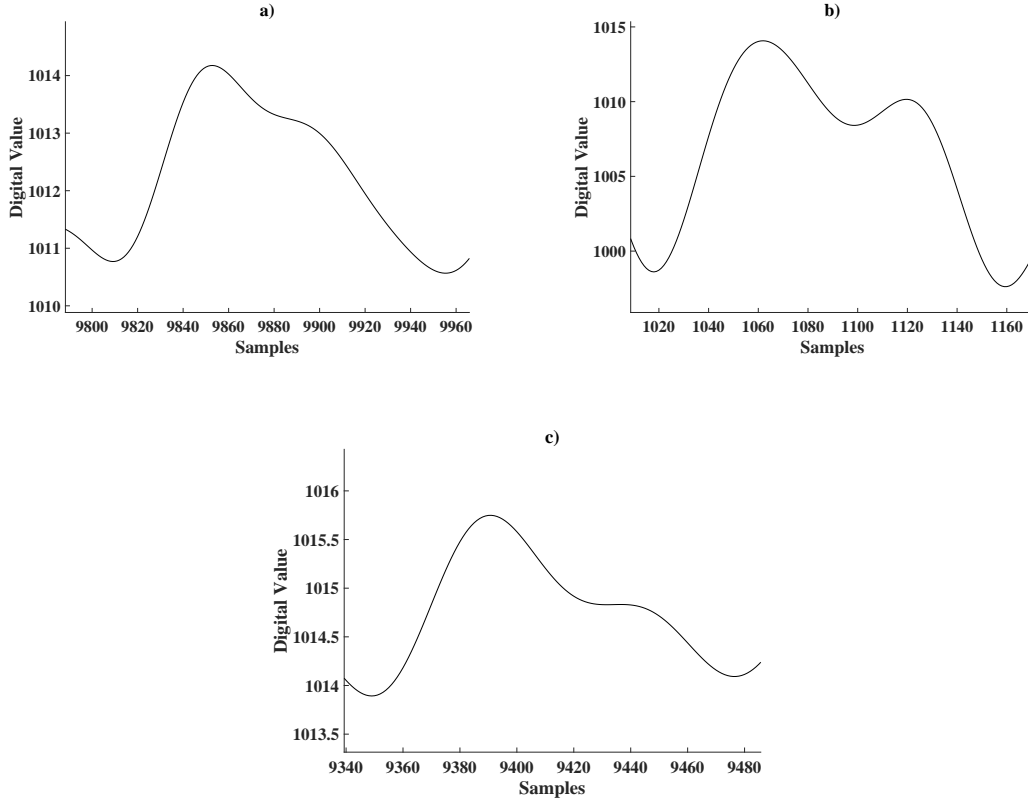 a)
Digital Value
1014
1013
1012
1011
1010
9800 9820 9840 9860 9880 9900 9920 9940 9960
Samples
b)
Digital Value
1015
1010
1005
1000
1020 1040 1060 1080 1100 1120 1140 1160
Samples
c)
Digital Value
1016
1015.5
1015
1014.5
1014
1013.5
9340 9360 9380 9400 9420 9440 9460 9480
Samples